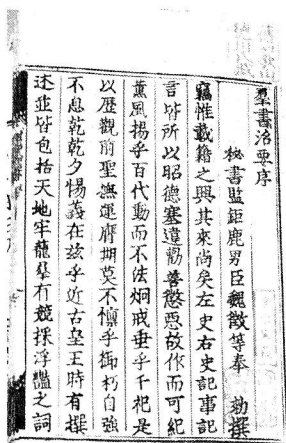 羣書治要序
秘書監鉅鹿男臣魏徵等奉 勑撰
竊惟載籍之興其來尚矣左史右史記事記
言皆所以昭德塞違勸善懲惡故作而可紀
薰風揚乎百代動而不法炯戒垂乎千祀是
以歷觀前聖撫運膺期莫不懍乎御朽自強
不息乾乾夕惕義在茲乎近古皇王時有撰
述並皆包括天地牢籠羣有競採浮豔之詞